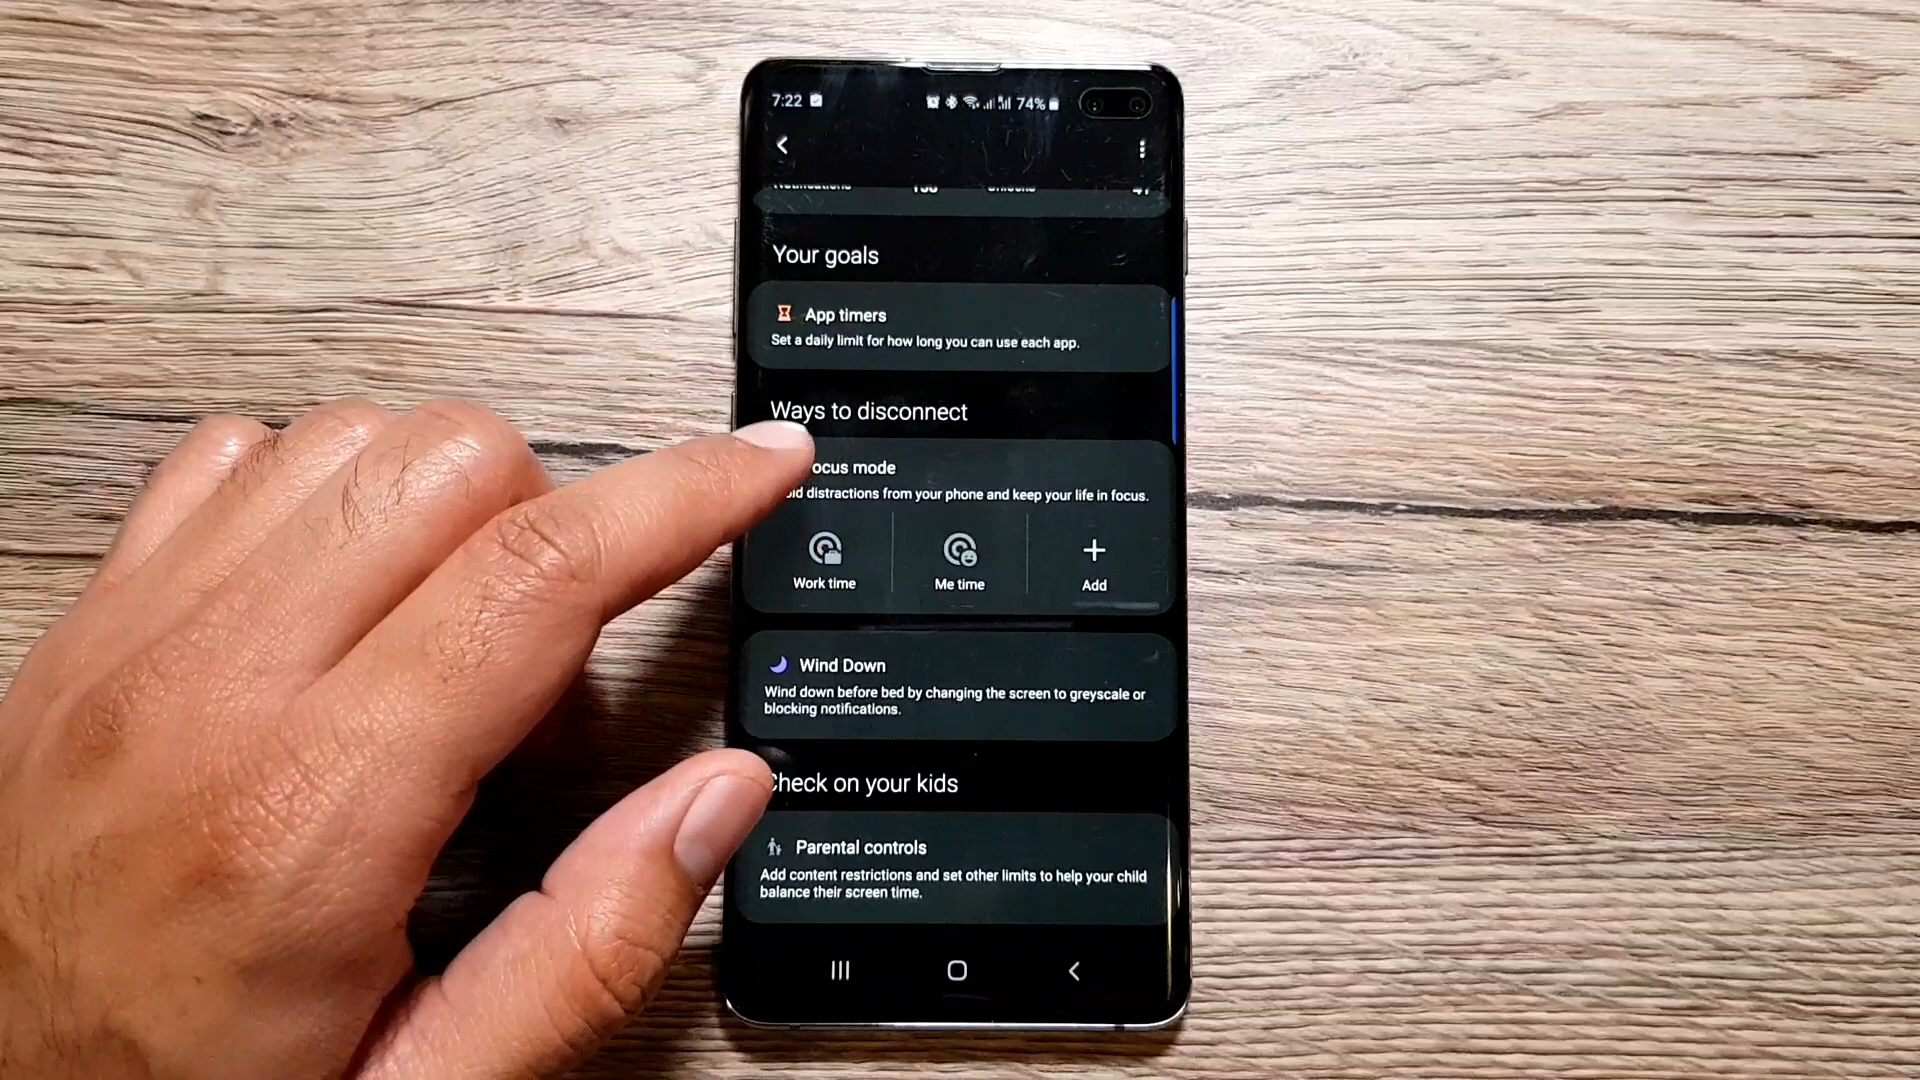 7:22
74%
Your goals
App timers
Set a daily limit for how long you can use each app.
Ways to disconnect
ocus mode
id distractions from your phone and keep your life in focus.
Work time
Me time
Add
Wind Down
Wind down before bed by changing the screen to greyscale or
blocking notifications.
Check on your kids
Parental controls
Add content restrictions and set other limits to help your child
balance their screen time.